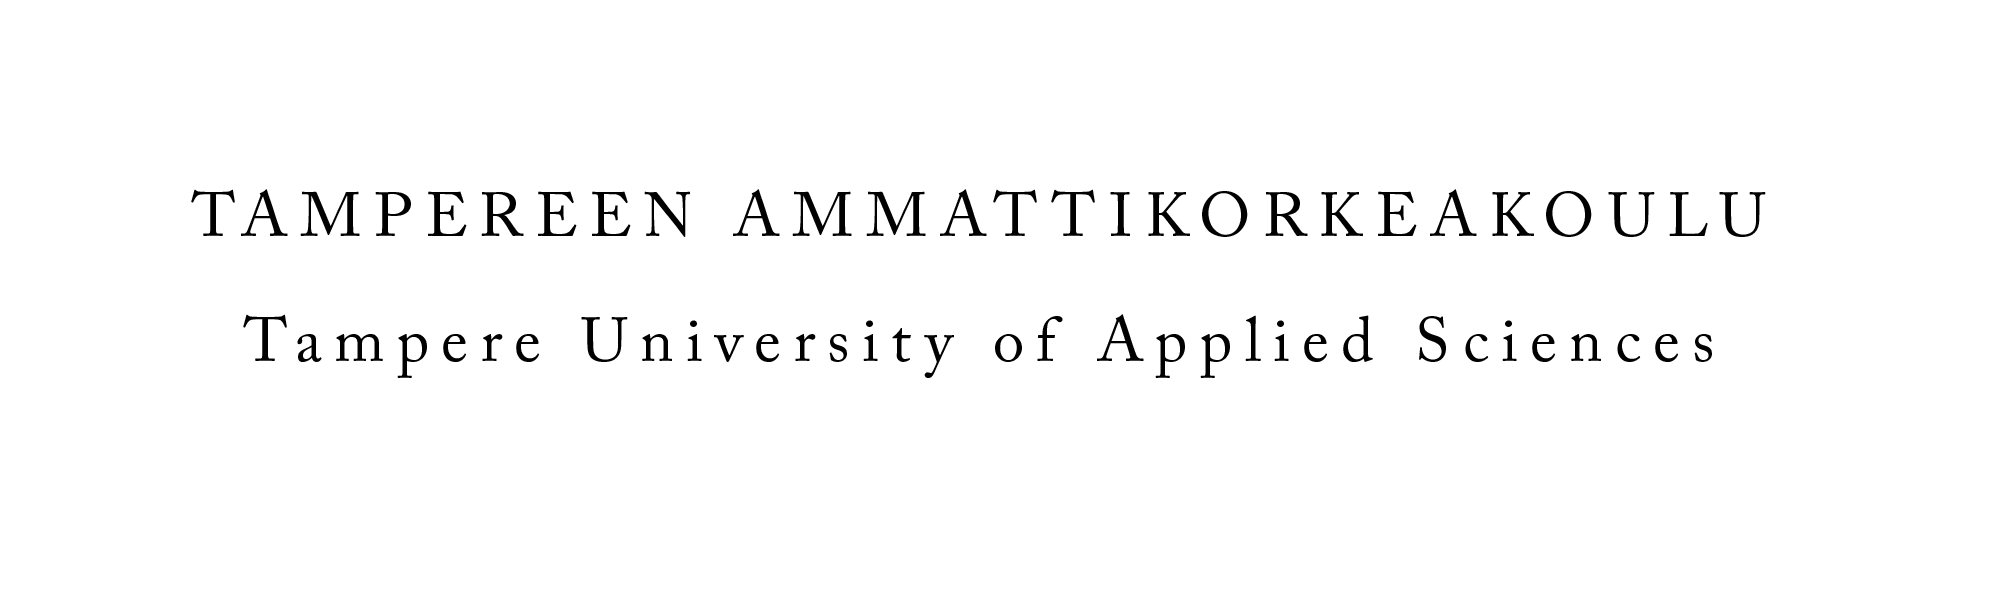 TAMPEREEN AMMATTIKORKEAKOULU
Tampere University of Applied Sciences